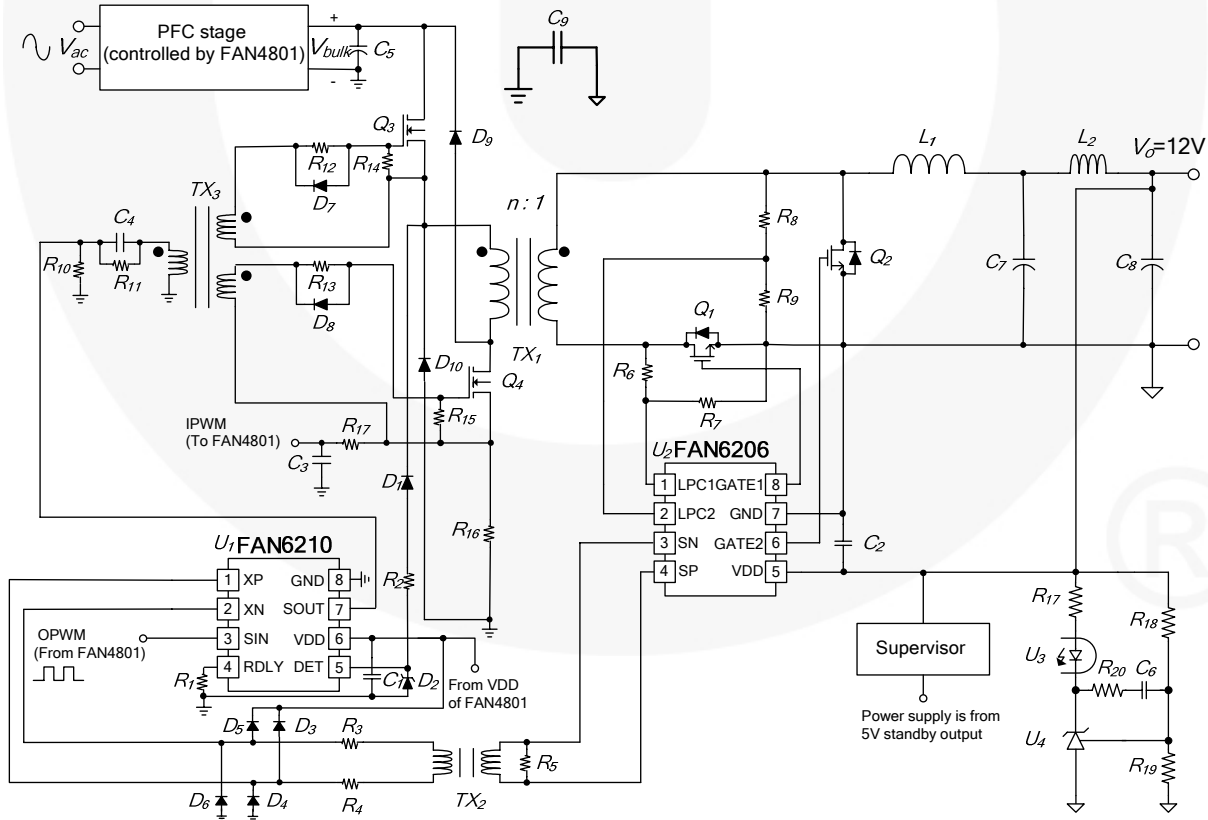 PFC stage
(controlled by FAN4801)
Vac
+
Vbulk
-
C5
C9
Q3
D9
R12
R14
D7
TX3
C4
R10
R11
R13
D8
n : 1
TX1
D10
Q4
R15
IPWM
(To FAN4801)
R17
C3
D1
R16
R2
L1
L2
Vo=12V
R8
Q2
C7
C8
R9
Q1
R6
R7
U2 FAN6206
1 LPC1 GATE1 8
2 LPC2 GND 7
3 SN GATE2 6
4 SP VDD 5
C2
U1 FAN6210
1 XP GND 8
2 XN SOUT 7
3 SIN VDD 6
4 RDLY DET 5
OPWM
(From FAN4801)
R1
C1
D2
From VDD
of FAN4801
D5
D3
R3
D6
D4
R4
TX2
R5
Supervisor
Power supply is from
5V standby output
R17
R18
U3
R20
C6
U4
R19
®